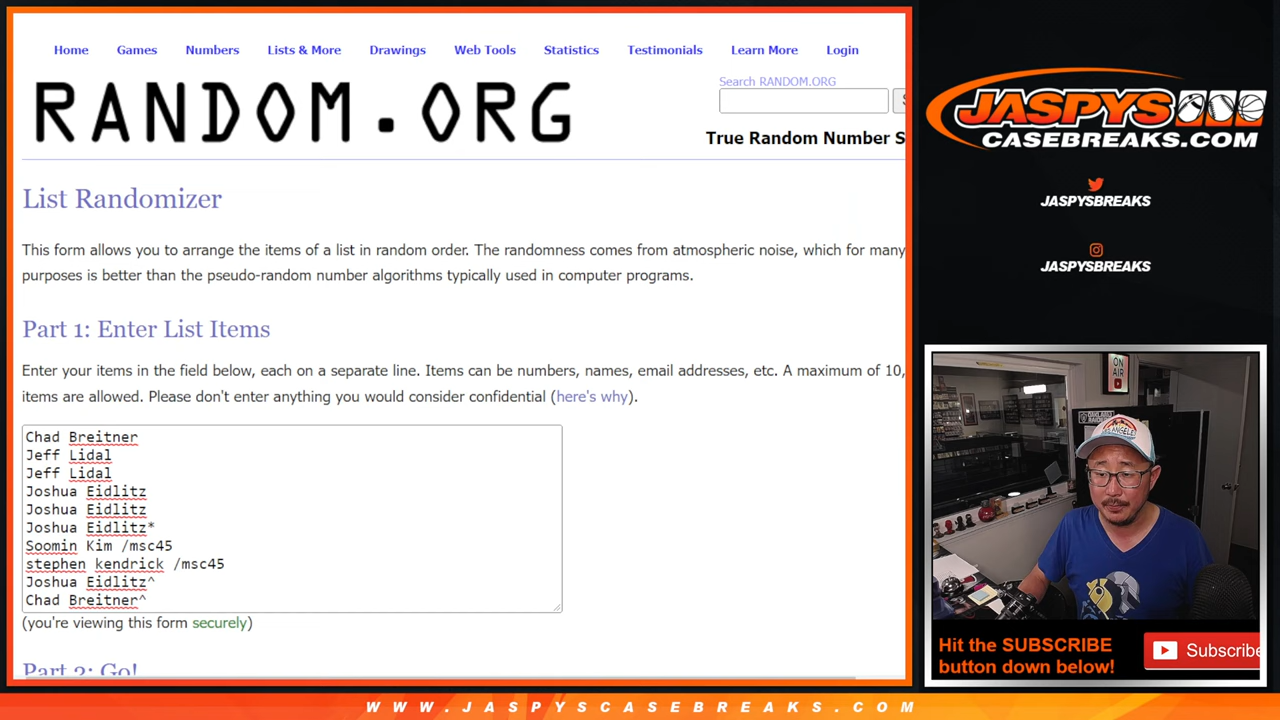 Home Games Numbers Lists & More Drawings Web Tools Statistics Testimonials Learn More Login
RANDOM.ORG
Search RANDOM.ORG
True Random Number S
List Randomizer
This form allows you to arrange the items of a list in random order. The randomness comes from atmospheric noise, which for many
purposes is better than the pseudo-random number algorithms typically used in computer programs.
Part 1: Enter List Items
Enter your items in the field below, each on a separate line. Items can be numbers, names, email addresses, etc. A maximum of 10,
items are allowed. Please don't enter anything you would consider confidential (here's why).
Chad Breitner
Jeff Lidal
Jeff Lidal
Joshua Eidlitz
Joshua Eidlitz
Joshua Eidlitz*
Soomin Kim /msc45
stephen kendrick /msc45
Joshua Eidlitz^
Chad Breitner^
(you're viewing this form securely)
Part 2: Go!
JASPYS
CASEBREAKS.COM
JASPYSBREAKS
JASPYSBREAKS
ON
AIR
Hit the SUBSCRIBE
button down below!
Subscribe
WWW.JASPYSCASEBREAKS.COM